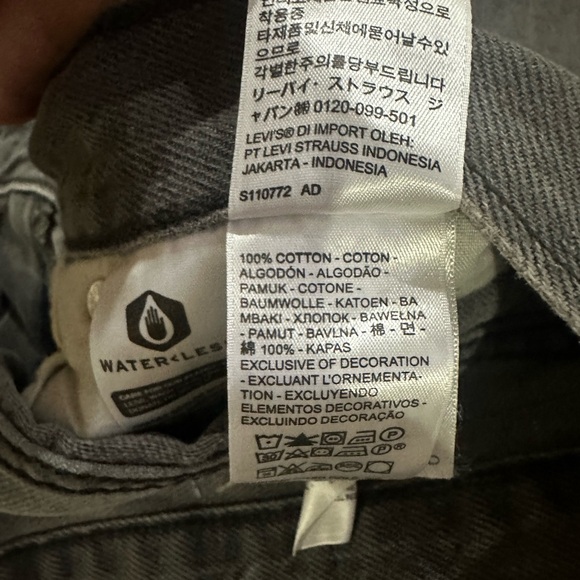 착용중
타제품및신체에묻어날수있
으므로
각별한주의를당부드립니다
リーバイ・ストラウス ジ
ャパン㈱ 0120-099-501
LEVI'S® DI IMPORT OLEH:
PT LEVI STRAUSS INDONESIA
JAKARTA - INDONESIA
S110772 AD
100% COTTON - COTON -
ALGODÓN - ALGODÃO -
PAMUK - COTONE -
BAUMWOLLE - KATOEN - BA
MBAKI - ХЛОПОК - BAWEŁNA
- PAMUT - BAVLNA - 棉 - 면 -
綿 100% - KAPAS
EXCLUSIVE OF DECORATION
- EXCLUANT L'ORNEMENTA-
TION - EXCLUYENDO
ELEMENTOS DECORATIVOS -
EXCLUINDO DECORAÇÃO
WATER<LES